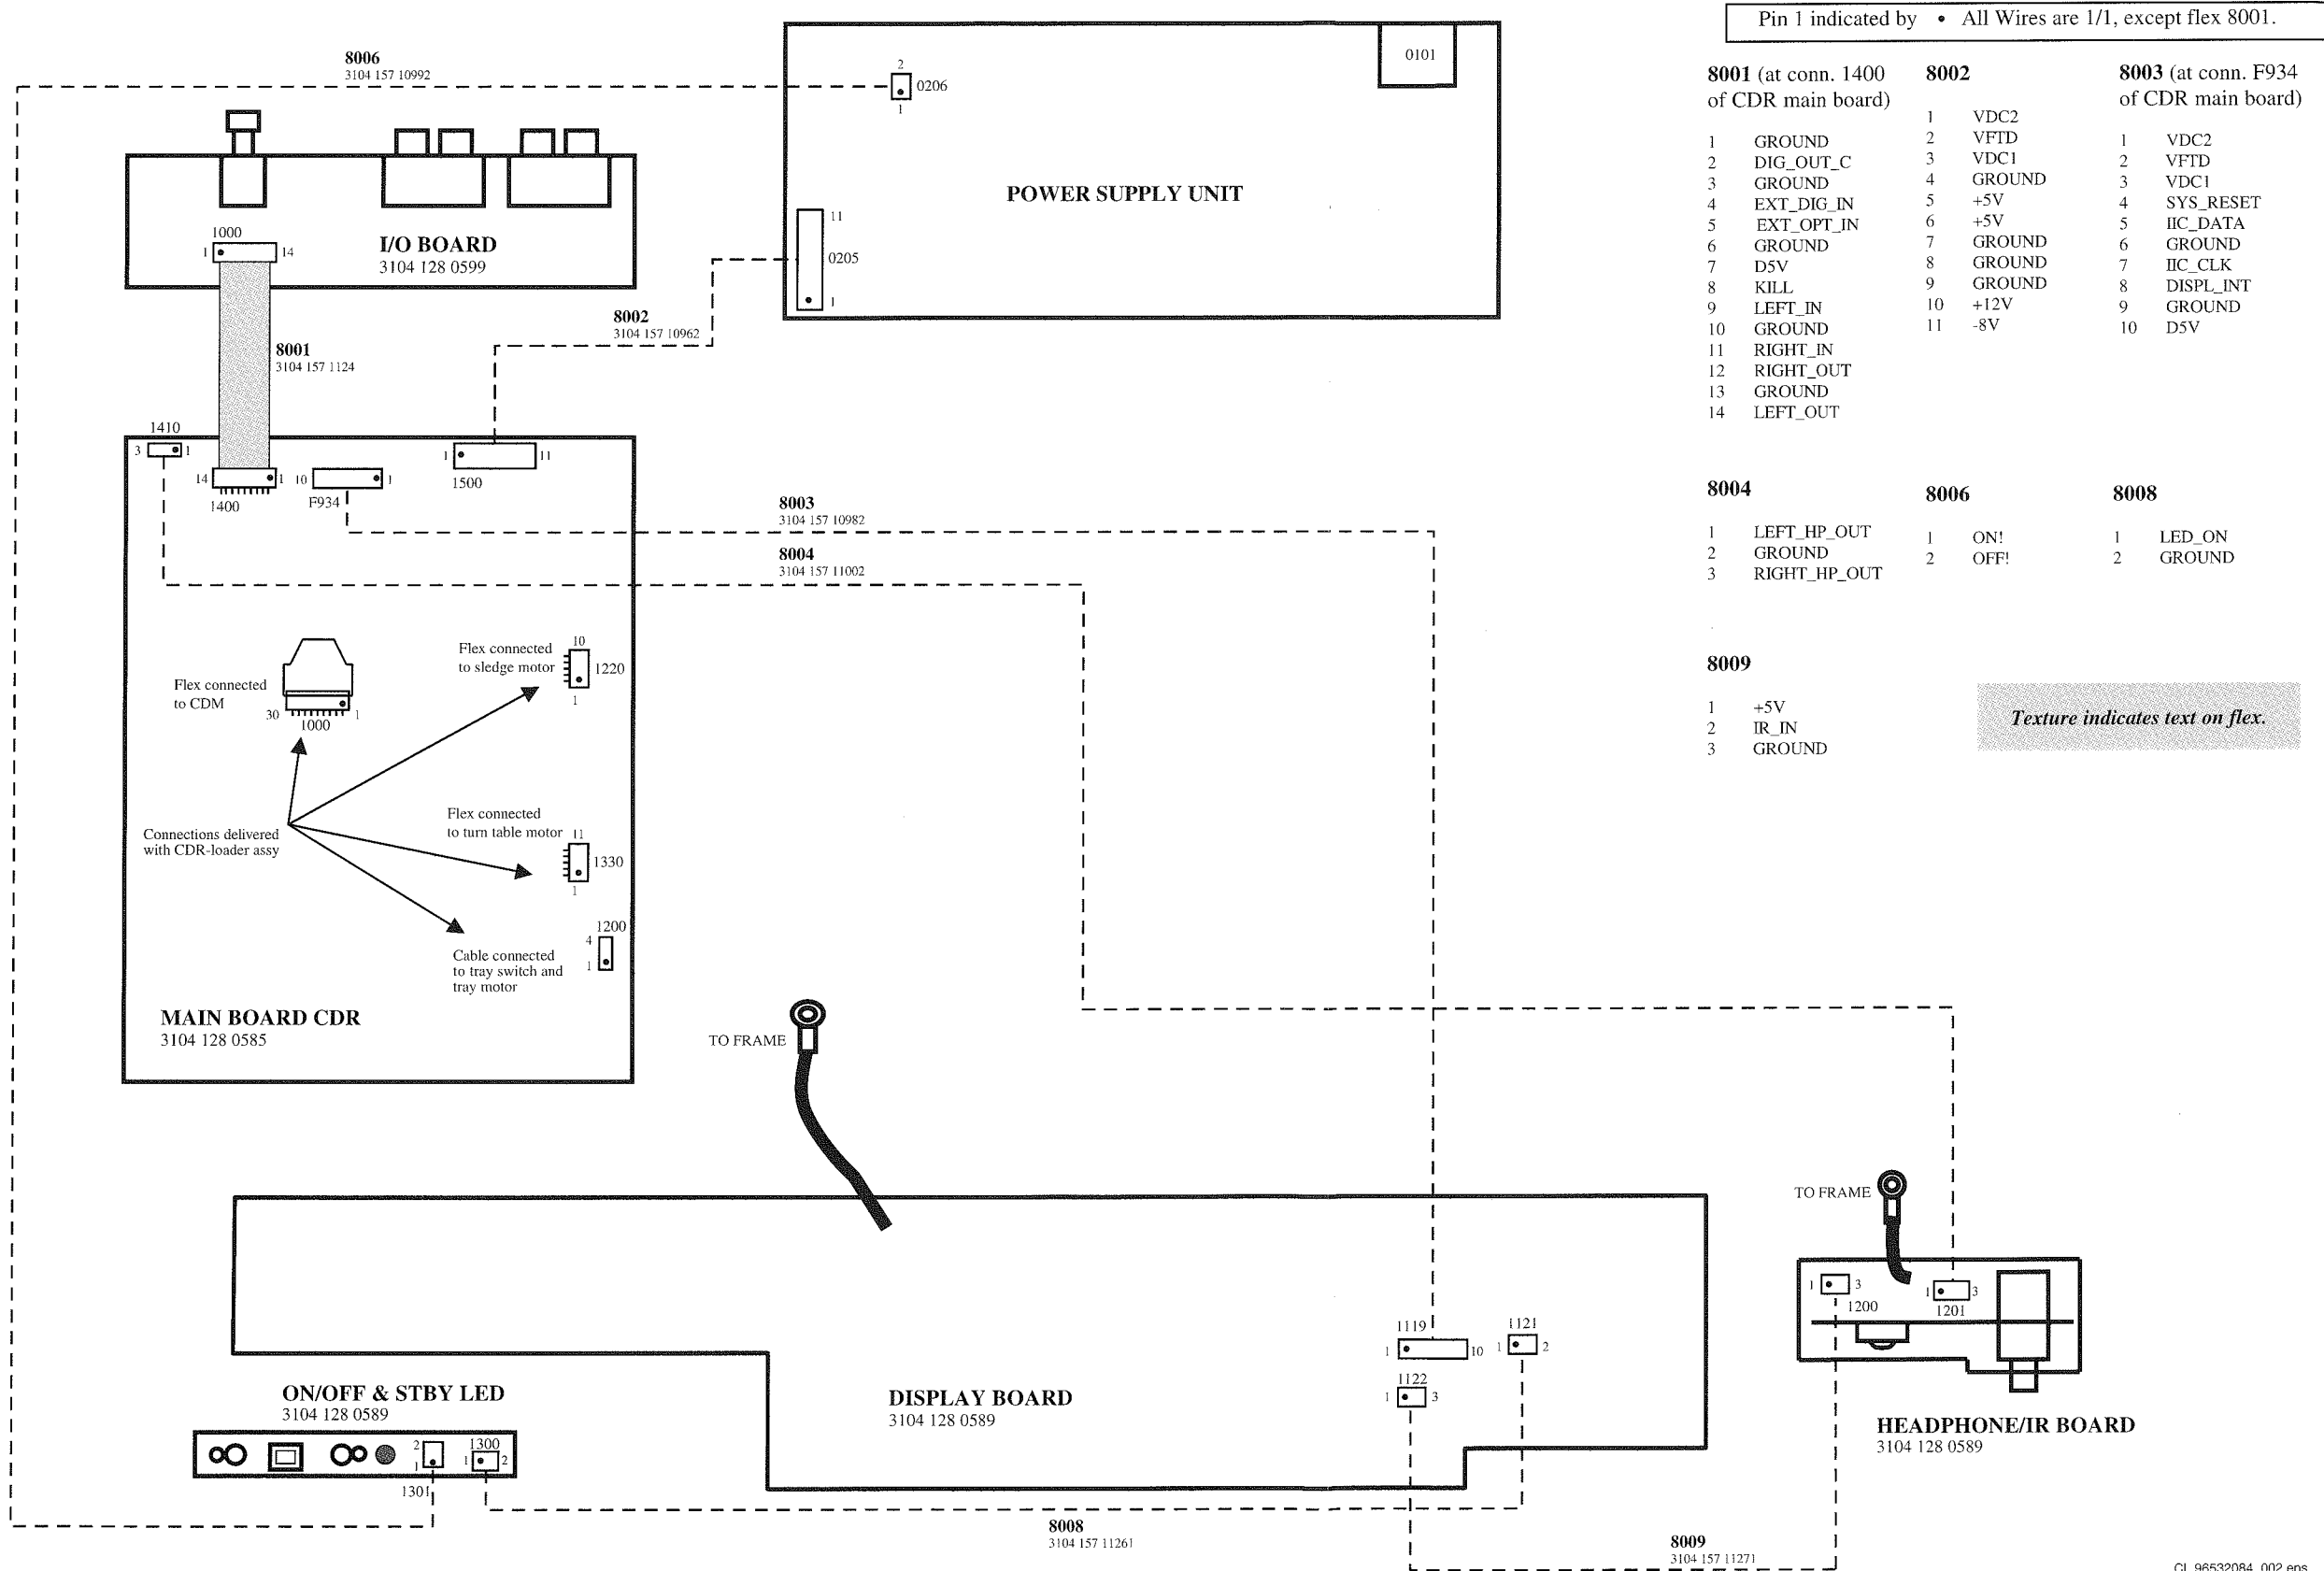 Pin 1 indicated by • All Wires are 1/1, except flex 8001.
8001 (at conn. 1400
of CDR main board)
1 GROUND
2 DIG_OUT_C
3 GROUND
4 EXT_DIG_IN
5 EXT_OPT_IN
6 GROUND
7 D5V
8 KILL
9 LEFT_IN
10 GROUND
11 RIGHT_IN
12 RIGHT_OUT
13 GROUND
14 LEFT_OUT
8002
1 VDC2
2 VFTD
3 VDC1
4 GROUND
5 +5V
6 +5V
7 GROUND
8 GROUND
9 GROUND
10 +12V
11 -8V
8003 (at conn. F934
of CDR main board)
1 VDC2
2 VFTD
3 VDC1
4 SYS_RESET
5 IIC_DATA
6 GROUND
7 IIC_CLK
8 DISPL_INT
9 GROUND
10 D5V
8004
1 LEFT_HP_OUT
2 GROUND
3 RIGHT_HP_OUT
8006
1 ON!
2 OFF!
8008
1 LED_ON
2 GROUND
8009
1 +5V
2 IR_IN
3 GROUND
Texture indicates text on flex.
8006
3104 157 10992
2
0206
1
0101
POWER SUPPLY UNIT
11
0205
1
1000
1 14
I/O BOARD
3104 128 0599
8002
3104 157 10962
8001
3104 157 1124
1410
3 1
14 1
1400
10 1
F934
1 11
1500
8003
3104 157 10982
8004
3104 157 11002
Flex connected
to CDM
30 1
1000
Flex connected
to sledge motor
10
1220
1
Connections delivered
with CDR-loader assy
Flex connected
to turn table motor
11
1330
1
1200
4
1
Cable connected
to tray switch and
tray motor
MAIN BOARD CDR
3104 128 0585
TO FRAME
TO FRAME
1 3
1200
1 3
1201
HEADPHONE/IR BOARD
3104 128 0589
1119
1 10
1121
1 2
1122
1 3
DISPLAY BOARD
3104 128 0589
ON/OFF & STBY LED
3104 128 0589
2
1
1301
1300
1 2
8008
3104 157 11261
8009
3104 157 11271
CL 96532084_002.eps